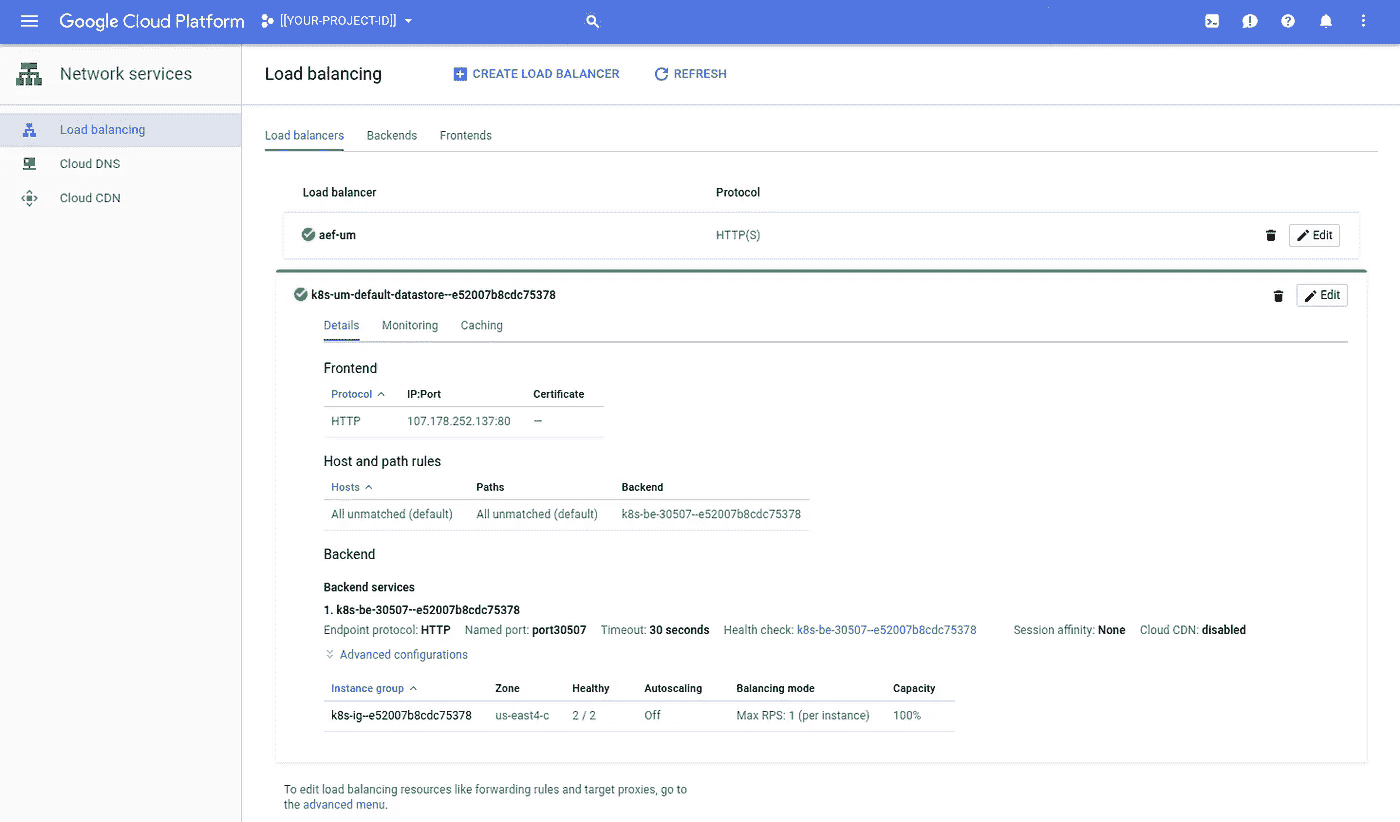 Google Cloud Platform [[YOUR-PROJECT-ID]]
Network services
Load balancing CREATE LOAD BALANCER REFRESH
Load balancing
Cloud DNS
Cloud CDN
Load balancers Backends Frontends
Load balancer Protocol
aef-um HTTP(S) Edit
k8s-um-default-datastore--e52007b8cdc75378 Edit
Details Monitoring Caching
Frontend
Protocol IP:Port Certificate
HTTP 107.178.252.137:80 —
Host and path rules
Hosts Paths Backend
All unmatched (default) All unmatched (default) k8s-be-30507--e52007b8cdc75378
Backend
Backend services
1. k8s-be-30507--e52007b8cdc75378
Endpoint protocol: HTTP Named port: port30507 Timeout: 30 seconds Health check: k8s-be-30507--e52007b8cdc75378 Session affinity: None Cloud CDN: disabled
Advanced configurations
Instance group Zone Healthy Autoscaling Balancing mode Capacity
k8s-ig--e52007b8cdc75378 us-east4-c 2 / 2 Off Max RPS: 1 (per instance) 100%
To edit load balancing resources like forwarding rules and target proxies, go to
the advanced menu.